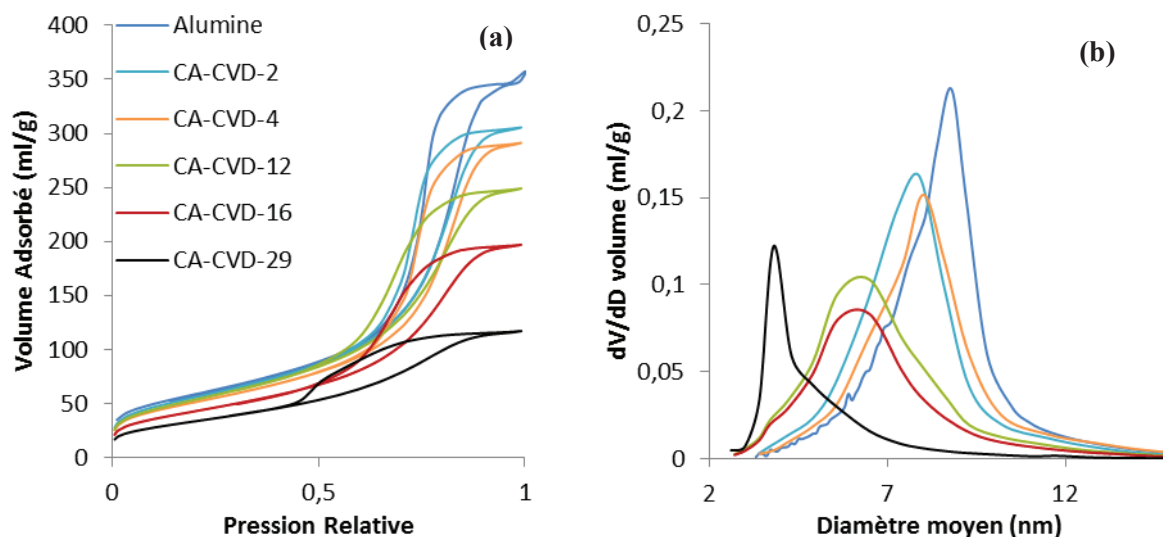 (a)
Alumine
CA-CVD-2
CA-CVD-4
CA-CVD-12
CA-CVD-16
CA-CVD-29
Volume Adsorbé (ml/g)
400
350
300
250
200
150
100
50
0
0
0,5
1
Pression Relative
(b)
dV/dD volume (ml/g)
0,25
0,2
0,15
0,1
0,05
0
2
7
12
Diamètre moyen (nm)